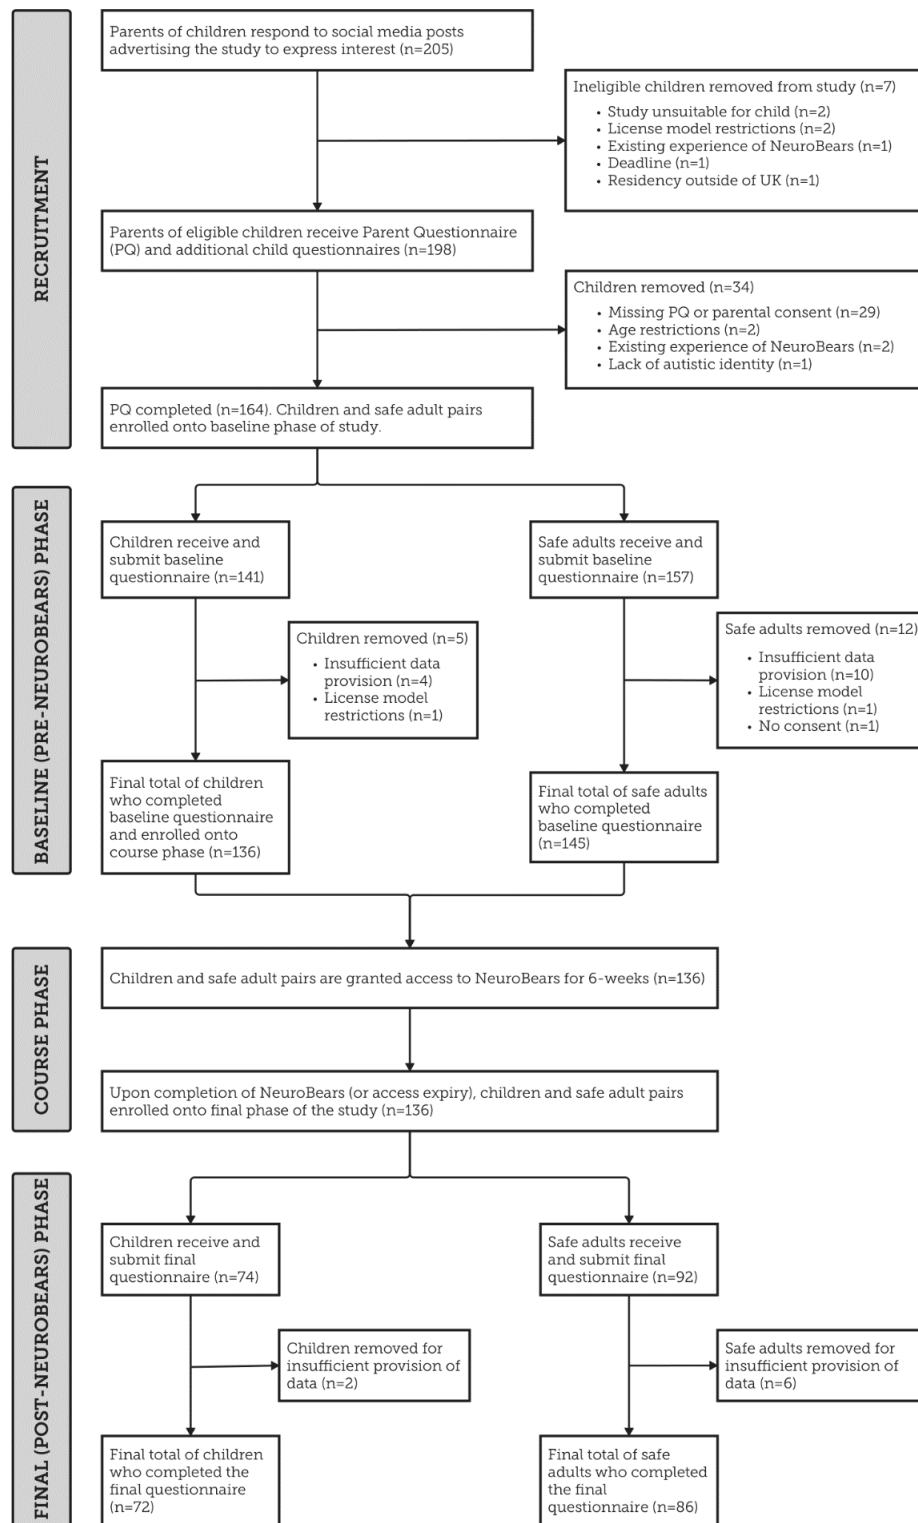 RECRUITMENT
Parents of children respond to social media posts
advertising the study to express interest (n=205)
Ineligible children removed from study (n=7)
• Study unsuitable for child (n=2)
• License model restrictions (n=2)
• Existing experience of NeuroBears (n=1)
• Deadline (n=1)
• Residency outside of UK (n=1)
Parents of eligible children receive Parent Questionnaire
(PQ) and additional child questionnaires (n=198)
Children removed (n=34)
• Missing PQ or parental consent (n=29)
• Age restrictions (n=2)
• Existing experience of NeuroBears (n=2)
• Lack of autistic identity (n=1)
PQ completed (n=164). Children and safe adult pairs
enrolled onto baseline phase of study.
BASELINE (PRE-NEUROBEARS) PHASE
Children receive and
submit baseline
questionnaire (n=141)
Safe adults receive and
submit baseline
questionnaire (n=157)
Children removed (n=5)
• Insufficient data
provision (n=4)
• License model
restrictions (n=1)
Safe adults removed (n=12)
• Insufficient data
provision (n=10)
• License model
restrictions (n=1)
• No consent (n=1)
Final total of children
who completed
baseline questionnaire
and enrolled onto
course phase (n=136)
Final total of safe adults
who completed
baseline questionnaire
(n=145)
COURSE PHASE
Children and safe adult pairs are granted access to NeuroBears for 6-weeks (n=136)
Upon completion of NeuroBears (or access expiry), children and safe adult pairs
enrolled onto final phase of the study (n=136)
FINAL (POST-NEUROBEARS) PHASE
Children receive and
submit final
questionnaire (n=74)
Safe adults receive
and submit final
questionnaire (n=92)
Children removed for
insufficient provision of
data (n=2)
Safe adults removed for
insufficient provision of
data (n=6)
Final total of children
who completed the
final questionnaire
(n=72)
Final total of safe
adults who completed
the final
questionnaire (n=86)